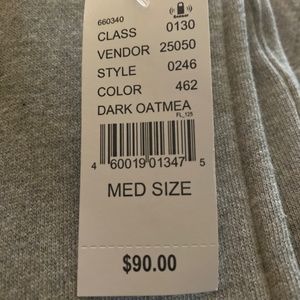 Sensor
660340
CLASS 0130
VENDOR 25050
STYLE 0246
COLOR 462
DARK OATMEA
FL_125
4 60019 01347 5
MED SIZE
$90.00